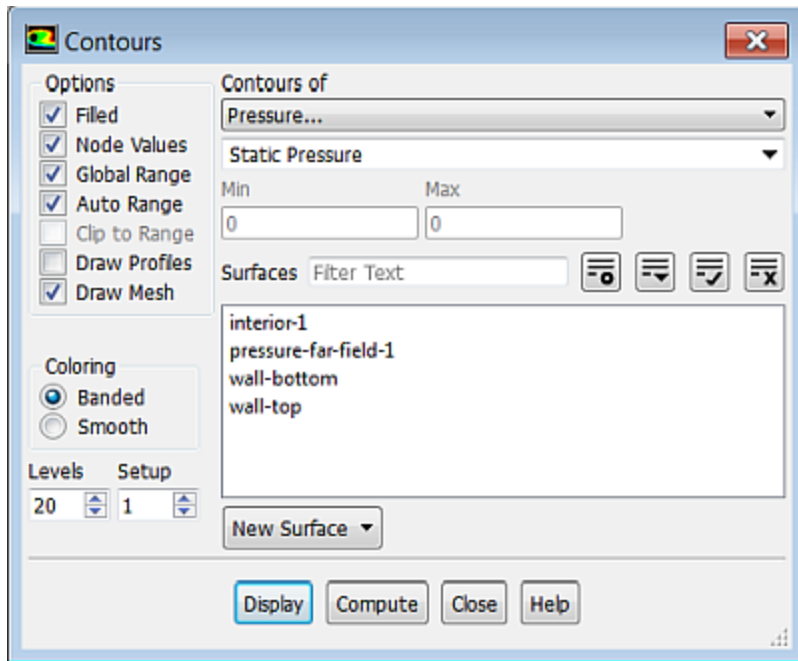 Contours
Options
Filled
Node Values
Global Range
Auto Range
Clip to Range
Draw Profiles
Draw Mesh
Coloring
Banded
Smooth
Levels Setup
20 1
Contours of
Pressure...
Static Pressure
Min Max
0 0
Surfaces Filter Text
interior-1
pressure-far-field-1
wall-bottom
wall-top
New Surface
Display Compute Close Help